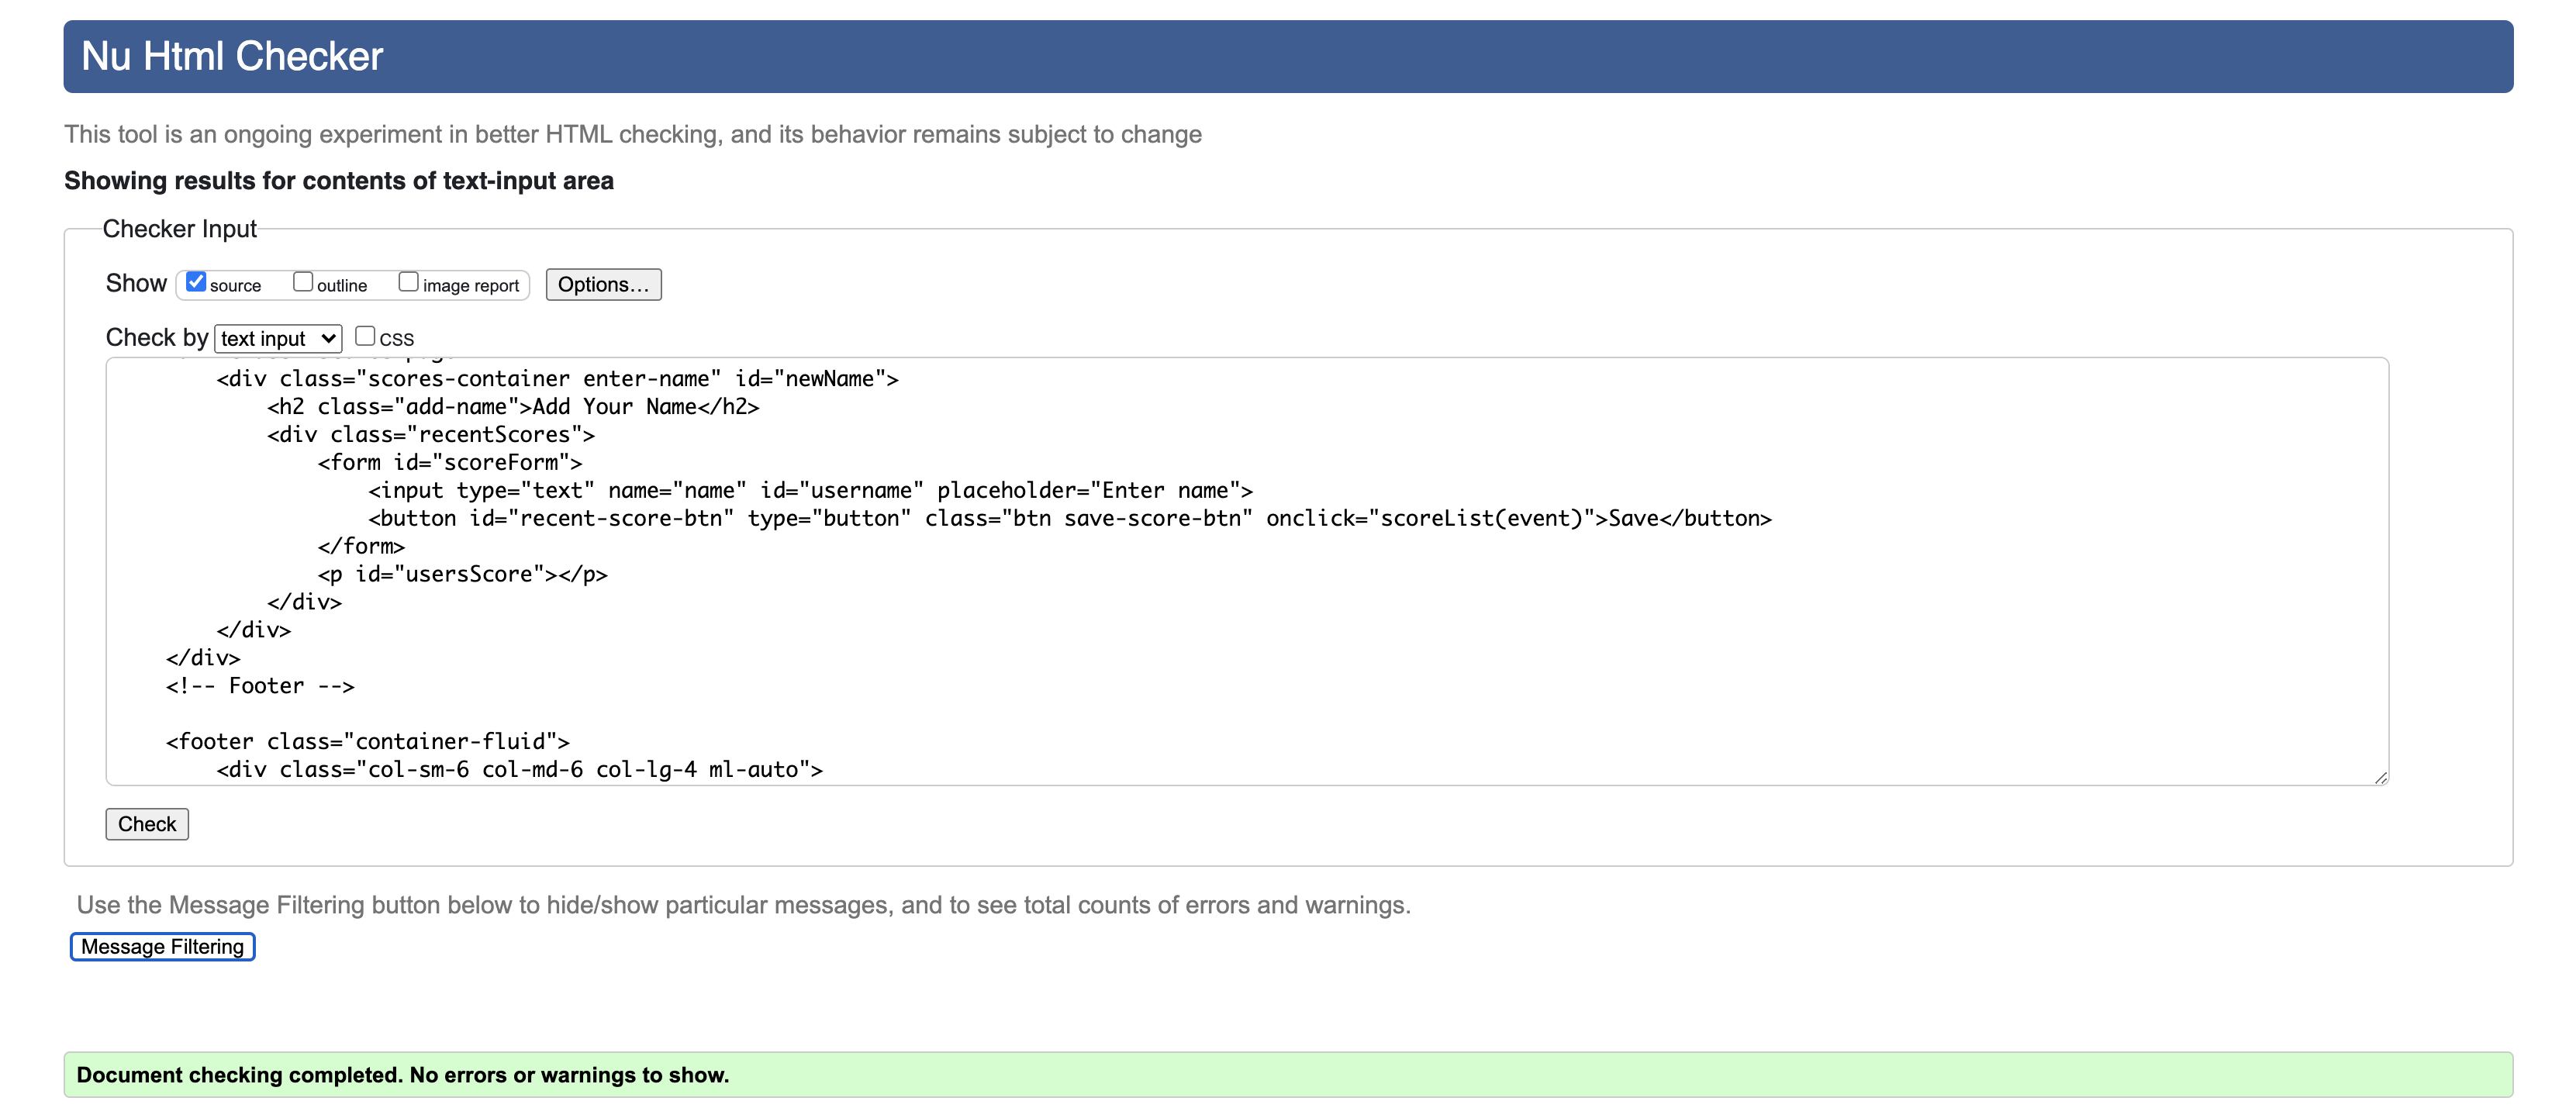 Nu Html Checker
This tool is an ongoing experiment in better HTML checking, and its behavior remains subject to change
Showing results for contents of text-input area
Checker Input
Show source outline image report Options...
Check by text input CSS
<div class="scores-container enter-name" id="newName">
<h2 class="add-name">Add Your Name</h2>
<div class="recentScores">
<form id="scoreForm">
<input type="text" name="name" id="username" placeholder="Enter name">
<button id="recent-score-btn" type="button" class="btn save-score-btn" onclick="scoreList(event)">Save</button>
</form>
<p id="usersScore"></p>
</div>
</div>
</div>
<!-- Footer -->
<footer class="container-fluid">
<div class="col-sm-6 col-md-6 col-lg-4 ml-auto">
Check
Use the Message Filtering button below to hide/show particular messages, and to see total counts of errors and warnings.
Message Filtering
Document checking completed. No errors or warnings to show.